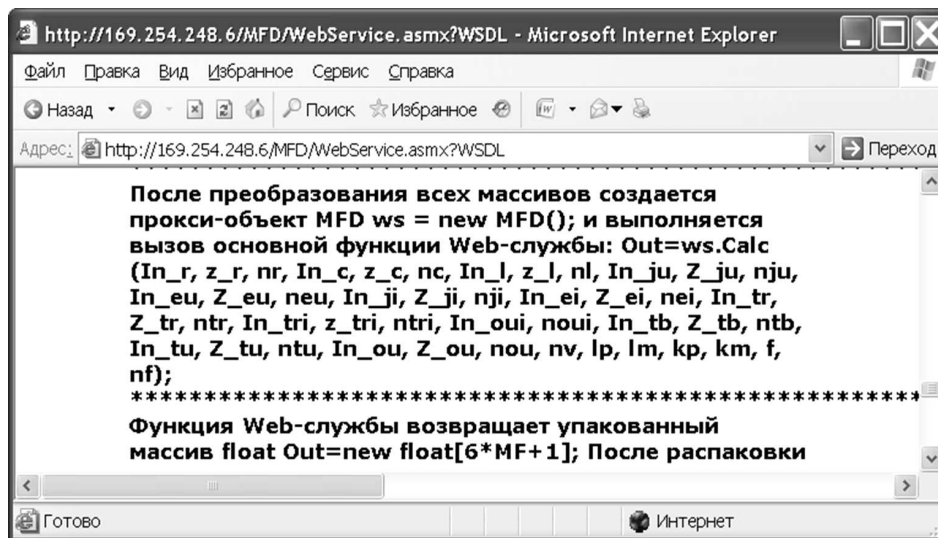 http://169.254.248.6/MFD/WebService.asmx?WSDL - Microsoft Internet Explorer
Файл Правка Вид Избранное Сервис Справка
Назад Поиск Избранное
Адрес: http://169.254.248.6/MFD/WebService.asmx?WSDL Переход
После преобразования всех массивов создается
прокси-объект MFD ws = new MFD(); и выполняется
вызов основной функции Web-службы: Out=ws.Calc
(In_r, z_r, nr, In_c, z_c, nc, In_l, z_l, nl, In_ju, Z_ju, nju,
In_eu, Z_eu, neu, In_ji, Z_ji, nji, In_ei, Z_ei, nei, In_tr,
Z_tr, ntr, In_tri, z_tri, ntri, In_oui, noui, In_tb, Z_tb, ntb,
In_tu, Z_tu, ntu, In_ou, Z_ou, nou, nv, lp, lm, kp, km, f,
nf);
*******************************************************
Функция Web-службы возвращает упакованный
массив float Out=new float[6*MF+1]; После распаковки
Готово Интернет